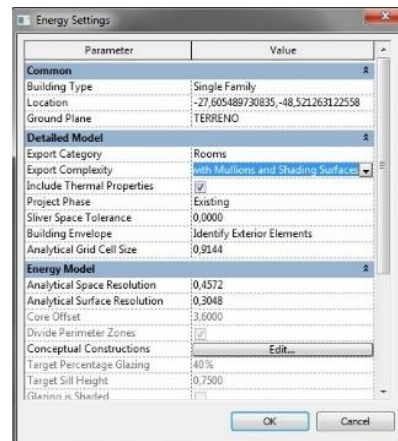 Energy Settings
Parameter Value
Common
Building Type Single Family
Location -27,605489730835,-48,521263122558
Ground Plane TERRENO
Detailed Model
Export Category Rooms
Export Complexity with Mullions and Shading Surfaces
Include Thermal Properties
Project Phase Existing
Sliver Space Tolerance 0,0000
Building Envelope Identify Exterior Elements
Analytical Grid Cell Size 0,9144
Energy Model
Analytical Space Resolution 0,4572
Analytical Surface Resolution 0,3048
Core Offset 3,6000
Divide Perimeter Zones
Conceptual Constructions Edit...
Target Percentage Glazing 40%
Target Sill Height 0,7500
Glazing is Shaded
OK Cancel